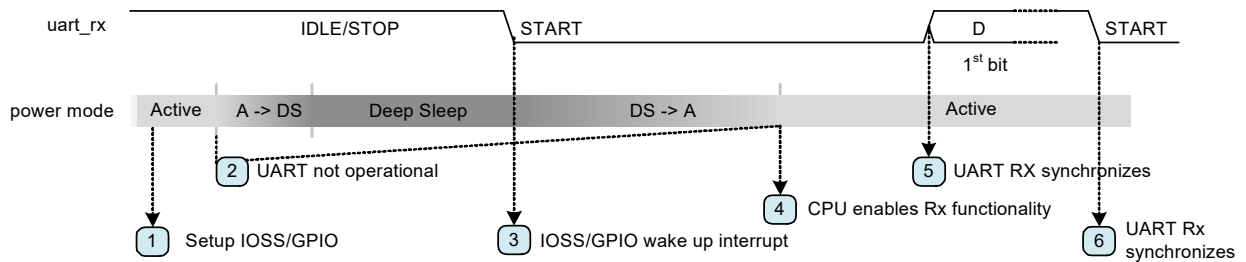 uart_rx
IDLE/STOP
START
D
START
1st bit
power mode
Active
A -> DS
Deep Sleep
DS -> A
Active
2 UART not operational
5 UART RX synchronizes
4 CPU enables Rx functionality
1 Setup IOSS/GPIO
3 IOSS/GPIO wake up interrupt
6 UART Rx
synchronizes